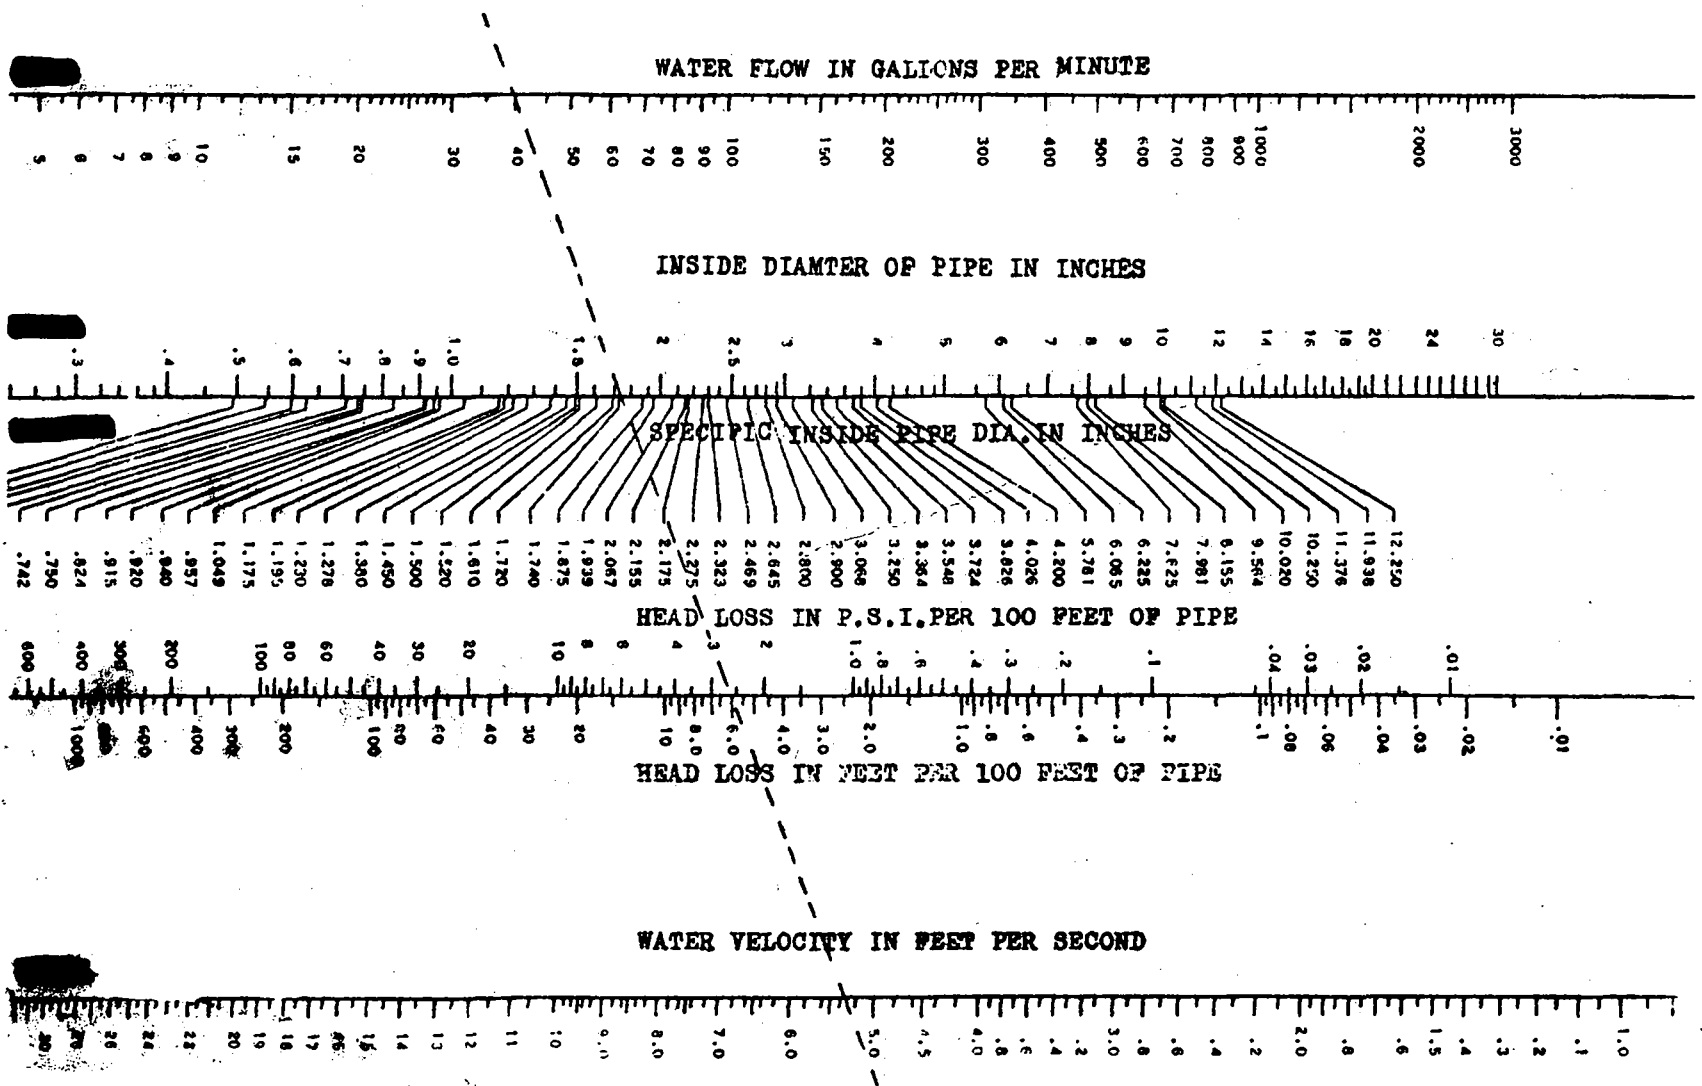 WATER FLOW IN GALLONS PER MINUTE
5 6 7 8 9 10 15 20 30 40 50 60 70 80 90 100 150 200 300 400 500 600 700 800 900 1000 2000 3000
INSIDE DIAMTER OF PIPE IN INCHES
.3 .4 .5 .6 .7 .8 .9 1.0 1.8 2 2.5 3 4 5 6 7 8 9 10 12 14 16 18 20 24 30
SPECIFIC INSIDE PIPE DIA. IN INCHES
.742 .750 .824 .915 .920 .940 .957 1.049 1.175 1.195 1.230 1.278 1.380 1.450 1.500 1.520 1.610 1.720 1.740 1.875 1.939 2.067 2.155 2.175 2.275 2.323 2.469 2.645 2.800 2.900 3.068 3.250 3.364 3.548 3.724 3.826 4.026 4.200 5.781 6.065 6.225 7.625 7.981 8.155 9.564 10.020 10.250 11.376 11.938 12.250
HEAD LOSS IN P.S.I. PER 100 FEET OF PIPE
600 400 300 200 100 80 60 40 30 20 10 8 6 4 3 2 1.0 .8 .6 .4 .3 .2 .1 .04 .03 .02 .01
1000 600 400 300 200 100 80 60 40 30 20 10 8.0 6.0 4.0 3.0 2.0 1.0 .8 .6 .4 .3 .2 .1 .08 .06 .04 .03 .02 .01
HEAD LOSS IN FEET PER 100 FEET OF PIPE
WATER VELOCITY IN FEET PER SECOND
30 26 24 22 20 19 18 17 16 15 14 13 12 11 10 9.0 8.0 7.0 6.0 5.0 4.5 4.0 .8 .6 .4 .2 3.0 .8 .6 .4 .2 2.0 .8 .6 1.5 .4 .3 .2 .1 1.0